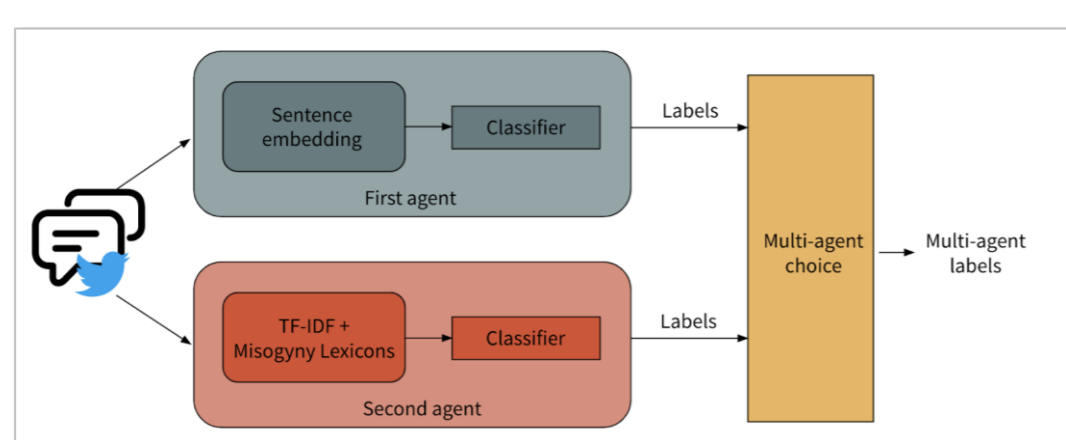 Sentence
embedding
Classifier
First agent
Labels
TF-IDF +
Misogyny Lexicons
Classifier
Second agent
Labels
Multi-agent
choice
Multi-agent
labels